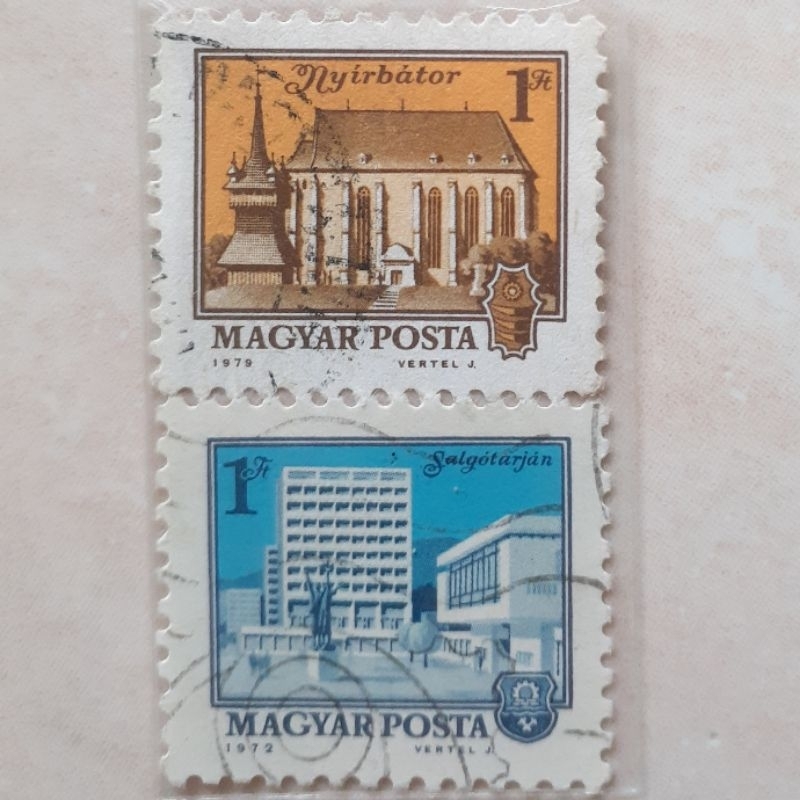 Nyírbátor 1 Ft
MAGYAR POSTA
1979 VERTEL J.
1 Ft Salgótarján
MAGYAR POSTA
1972 VERTEL J.